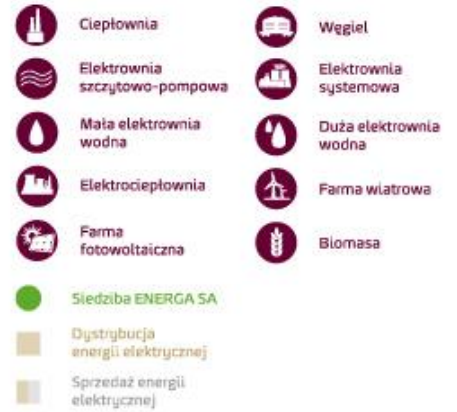 Ciepłownia
Węgiel
Elektrownia
szczytowo-pompowa
Elektrownia
systemowa
Mała elektrownia
wodna
Duża elektrownia
wodna
Elektrociepłownia
Farma wiatrowa
Farma
fotowoltaiczna
Biomasa
Siedziba ENERGA SA
Dystrybucja
energii elektrycznej
Sprzedaż energii
elektrycznej